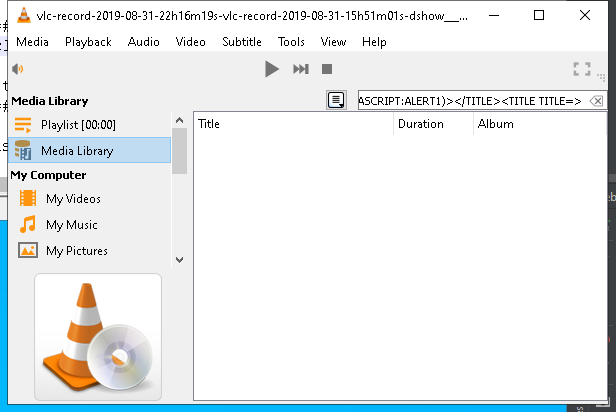 vlc-record-2019-08-31-22h16m19s-vlc-record-2019-08-31-15h51m01s-dshow__...
Media Playback Audio Video Subtitle Tools View Help
Media Library
ASCRIPT:ALERT1)></TITLE><TITLE TITLE=>
Playlist [00:00]
Title Duration Album
Media Library
My Computer
My Videos
My Music
My Pictures